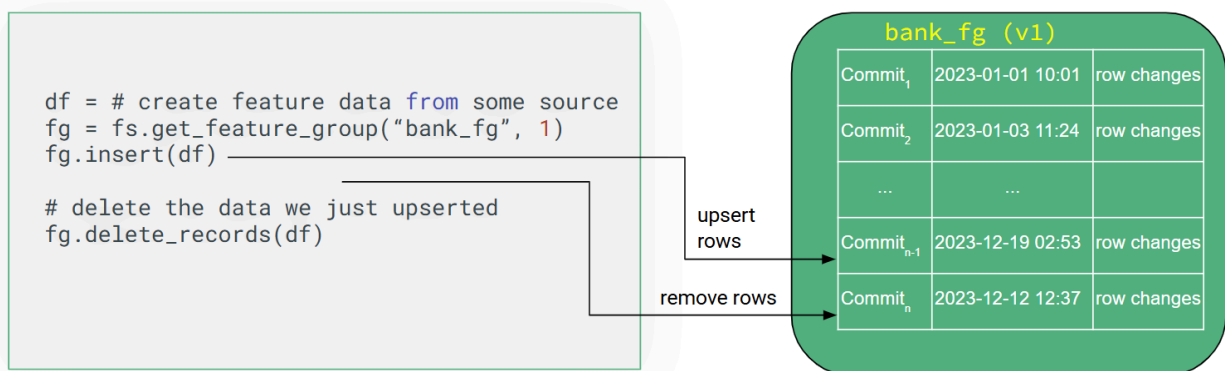 df = # create feature data from some source
fg = fs.get_feature_group(“bank_fg”, 1)
fg.insert(df)
# delete the data we just upserted
fg.delete_records(df)
upsert
rows
remove rows
bank_fg (v1)
Commit1 2023-01-01 10:01 row changes
Commit2 2023-01-03 11:24 row changes
... ...
Commitn-1 2023-12-19 02:53 row changes
Commitn 2023-12-12 12:37 row changes